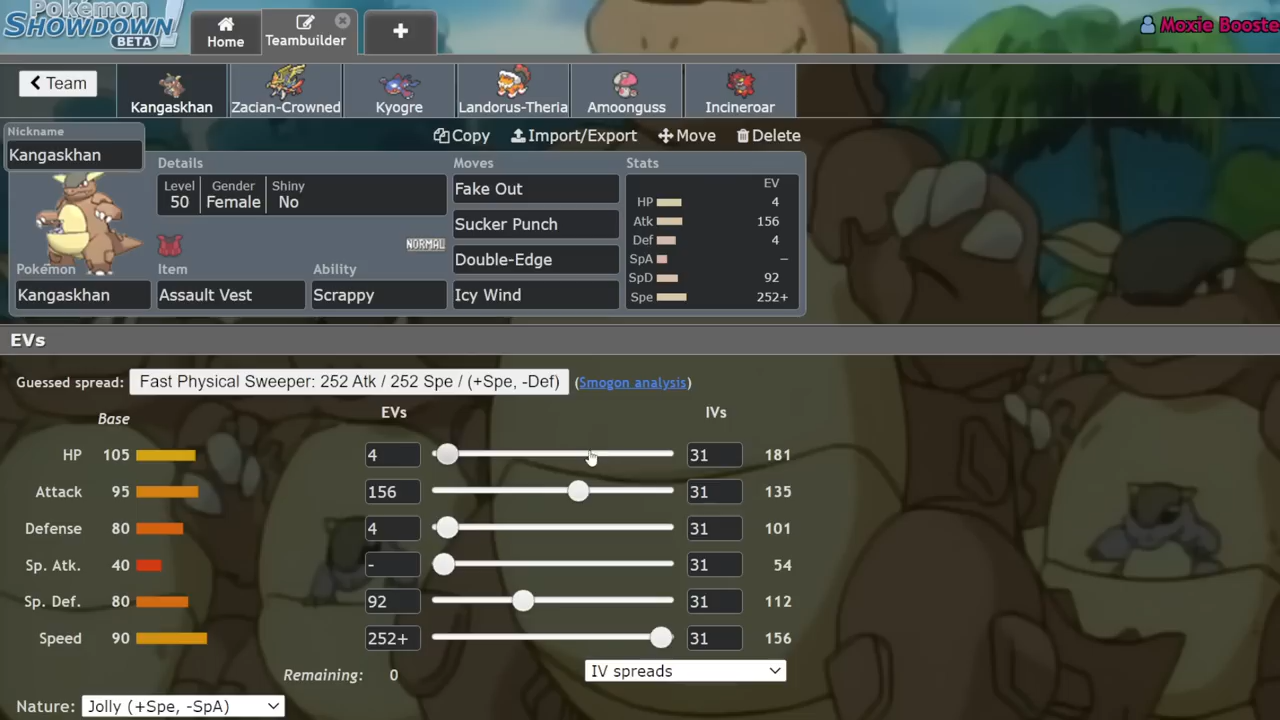 Pokémon
SHOWDOWN!
BETA
Home
Teambuilder
Moxie Booste
Team
Kangaskhan
Zacian-Crowned
Kyogre
Landorus-Theria
Amoonguss
Incineroar
Nickname
Kangaskhan
Copy
Import/Export
Move
Delete
Details
Level
50
Gender
Female
Shiny
No
NORMAL
Pokémon
Kangaskhan
Item
Assault Vest
Ability
Scrappy
Moves
Fake Out
Sucker Punch
Double-Edge
Icy Wind
Stats
EV
HP 4
Atk 156
Def 4
SpA –
SpD 92
Spe 252+
EVs
Guessed spread: Fast Physical Sweeper: 252 Atk / 252 Spe / (+Spe, -Def) (Smogon analysis)
Base EVs IVs
HP 105 4 31 181
Attack 95 156 31 135
Defense 80 4 31 101
Sp. Atk. 40 - 31 54
Sp. Def. 80 92 31 112
Speed 90 252+ 31 156
Remaining: 0
IV spreads
Nature: Jolly (+Spe, -SpA)